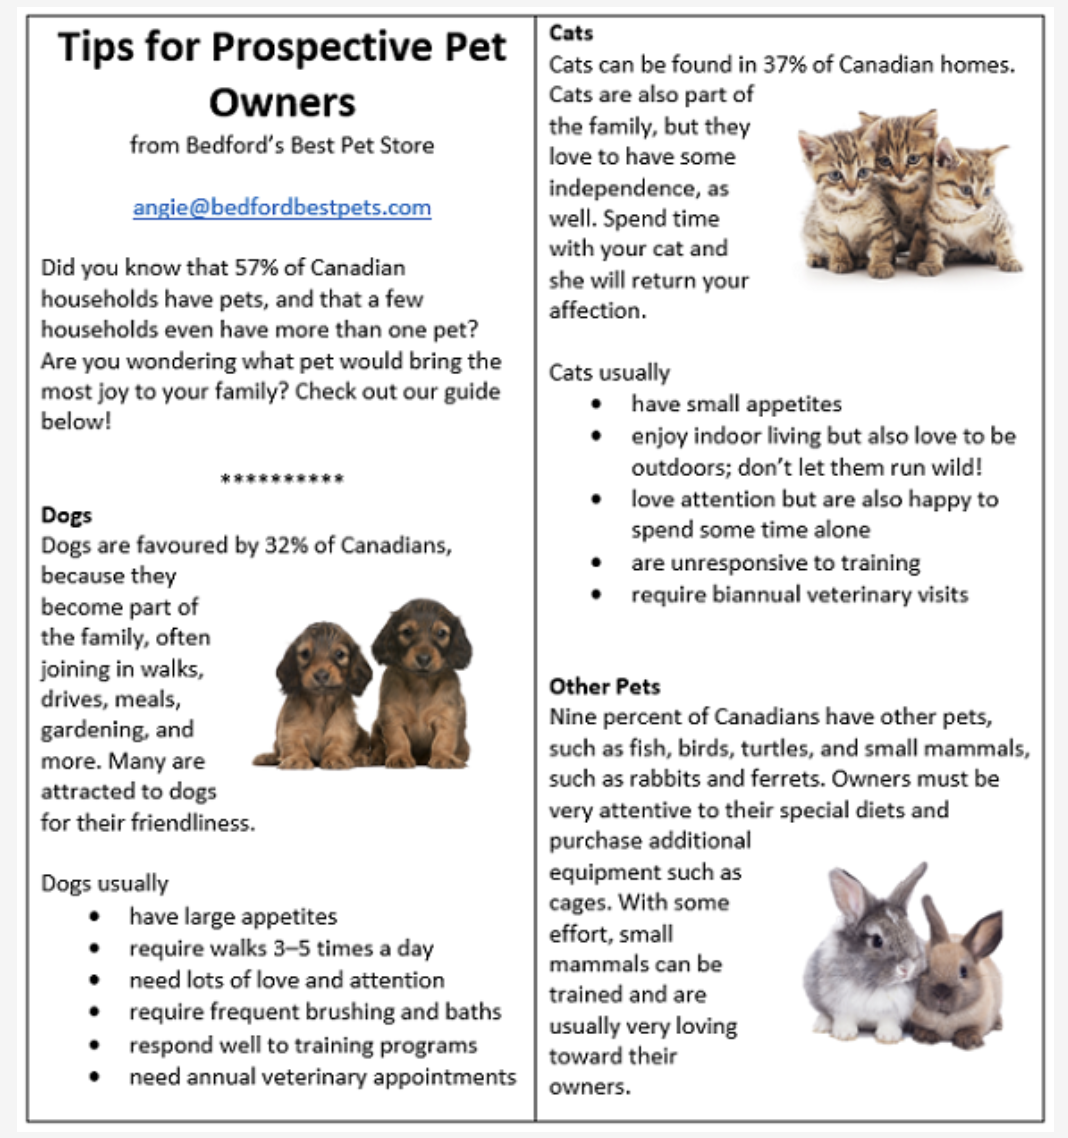 Tips for Prospective Pet
Owners
from Bedford's Best Pet Store
angie@bedfordbestpets.com
Did you know that 57% of Canadian
households have pets, and that a few
households even have more than one pet?
Are you wondering what pet would bring the
most joy to your family? Check out our guide
below!
**********
Dogs
Dogs are favoured by 32% of Canadians,
because they
become part of
the family, often
joining in walks,
drives, meals,
gardening, and
more. Many are
attracted to dogs
for their friendliness.
Dogs usually
• have large appetites
• require walks 3–5 times a day
• need lots of love and attention
• require frequent brushing and baths
• respond well to training programs
• need annual veterinary appointments
Cats
Cats can be found in 37% of Canadian homes.
Cats are also part of
the family, but they
love to have some
independence, as
well. Spend time
with your cat and
she will return your
affection.
Cats usually
• have small appetites
• enjoy indoor living but also love to be
outdoors; don't let them run wild!
• love attention but are also happy to
spend some time alone
• are unresponsive to training
• require biannual veterinary visits
Other Pets
Nine percent of Canadians have other pets,
such as fish, birds, turtles, and small mammals,
such as rabbits and ferrets. Owners must be
very attentive to their special diets and
purchase additional
equipment such as
cages. With some
effort, small
mammals can be
trained and are
usually very loving
toward their
owners.